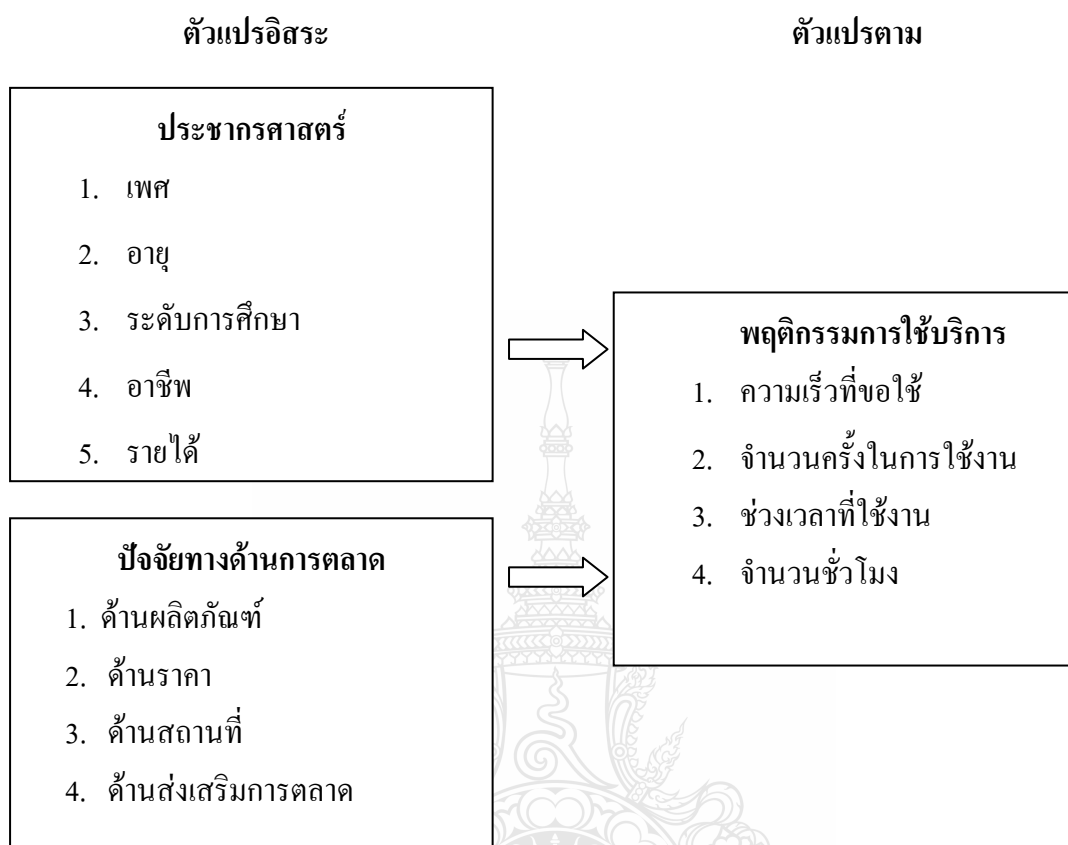 ตัวแปรอิสระ
ตัวแปรตาม
ประชากรศาสตร์
1. เพศ
2. อายุ
3. ระดับการศึกษา
4. อาชีพ
5. รายได้
ปัจจัยทางด้านการตลาด
1. ด้านผลิตภัณฑ์
2. ด้านราคา
3. ด้านสถานที่
4. ด้านส่งเสริมการตลาด
พฤติกรรมการใช้บริการ
1. ความเร็วที่ขอใช้
2. จำนวนครั้งในการใช้งาน
3. ช่วงเวลาที่ใช้งาน
4. จำนวนชั่วโมง